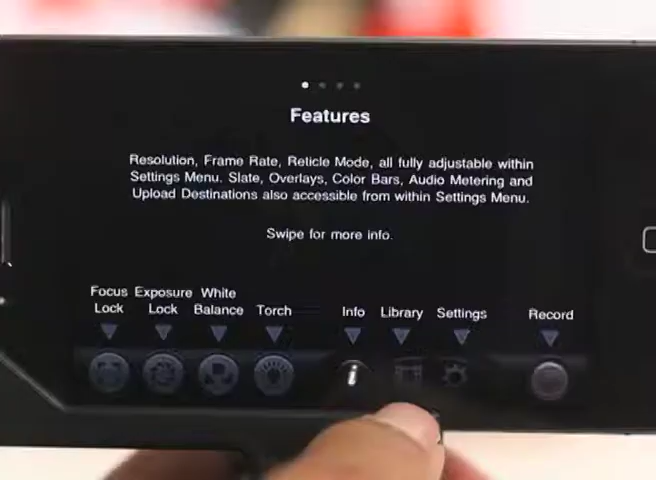 Features
Resolution, Frame Rate, Reticle Mode, all fully adjustable within
Settings Menu. Slate, Overlays, Color Bars, Audio Metering and
Upload Destinations also accessible from within Settings Menu.
Swipe for more info.
Focus Lock
Exposure Lock
White Balance
Torch
Info
Library
Settings
Record
i